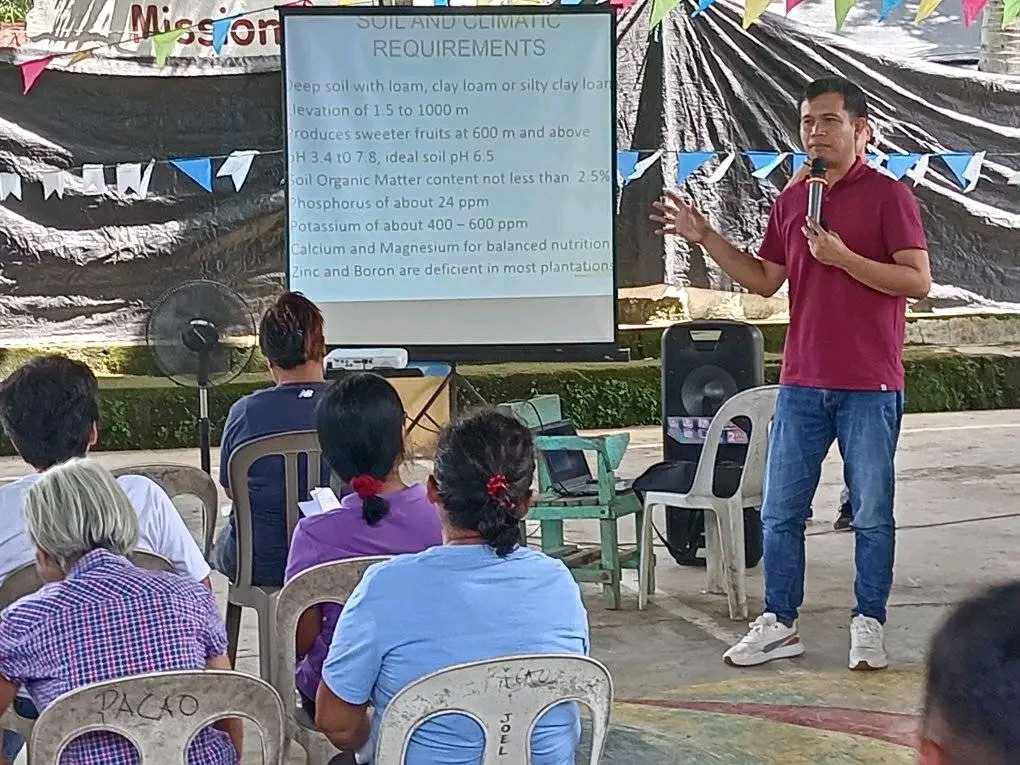 Mission
SOIL AND CLIMATIC
REQUIREMENTS
Deep soil with loam, clay loam or silty clay loam
Elevation of 1.5 to 1000 m
Produces sweeter fruits at 600 m and above
pH 3.4 t0 7.8, ideal soil pH 6.5
Soil Organic Matter content not less than 2.5%
Phosphorus of about 24 ppm
Potassium of about 400 – 600 ppm
Calcium and Magnesium for balanced nutrition
Zinc and Boron are deficient in most plantations
PACAO
JOEL